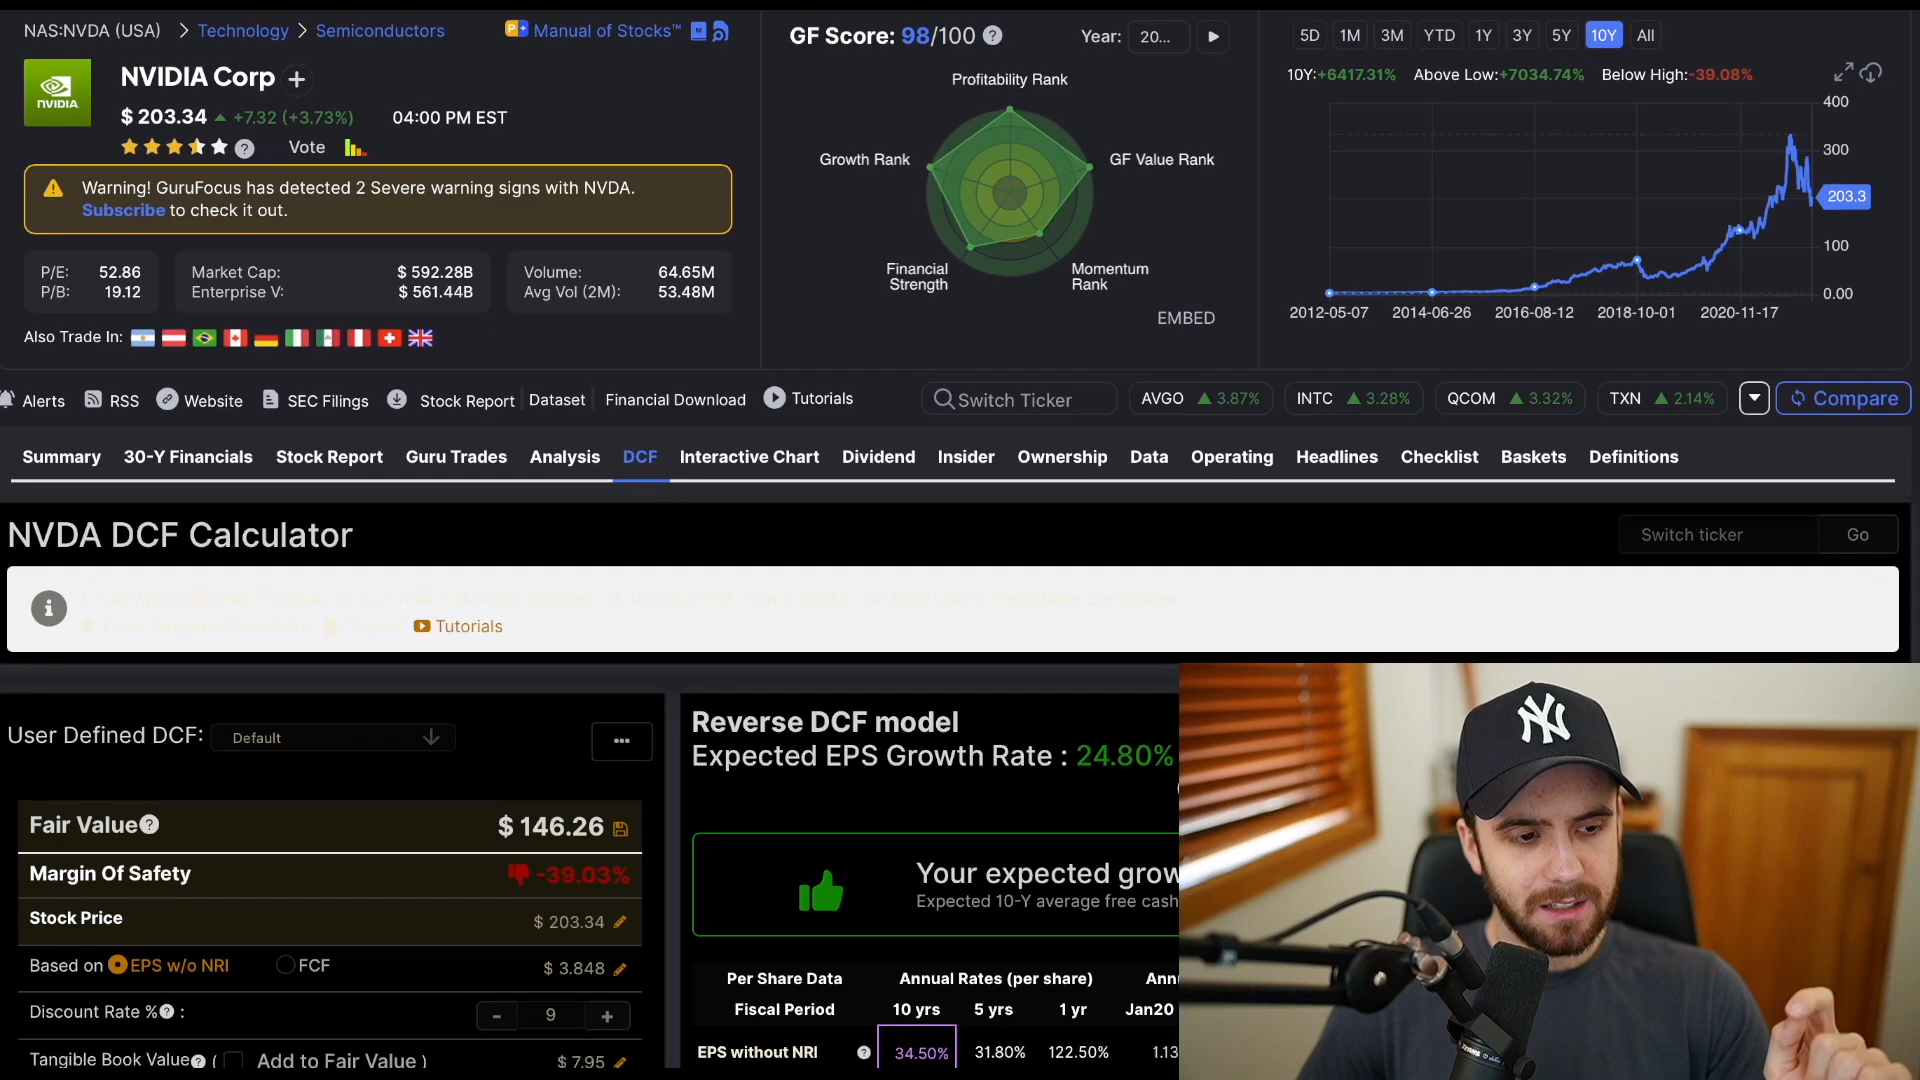 NAS:NVDA (USA) > Technology > Semiconductors
P+ Manual of Stocks™
GF Score: 98/100 ?
Year: 20...
5D 1M 3M YTD 1Y 3Y 5Y 10Y All
NVIDIA.
NVIDIA Corp +
$ 203.34 +7.32 (+3.73%) 04:00 PM EST
? Vote
10Y:+6417.31% Above Low:+7034.74% Below High:-39.08%
Warning! GuruFocus has detected 2 Severe warning signs with NVDA.
Subscribe to check it out.
P/E: 52.86
P/B: 19.12
Market Cap: $ 592.28B
Enterprise V: $ 561.44B
Volume: 64.65M
Avg Vol (2M): 53.48M
Also Trade In:
Profitability Rank
Growth Rank
GF Value Rank
Financial
Strength
Momentum
Rank
EMBED
400
300
203.3
100
0.00
2012-05-07 2014-06-26 2016-08-12 2018-10-01 2020-11-17
Alerts RSS Website SEC Filings Stock Report Dataset Financial Download Tutorials
Switch Ticker AVGO 3.87% INTC 3.28% QCOM 3.32% TXN 2.14% Compare
Summary 30-Y Financials Stock Report Guru Trades Analysis DCF Interactive Chart Dividend Insider Ownership Data Operating Headlines Checklist Baskets Definitions
NVDA DCF Calculator
Switch ticker Go
Tutorials
User Defined DCF: Default ...
Fair Value? $ 146.26
Margin Of Safety -39.03%
Stock Price $ 203.34
Based on EPS w/o NRI FCF $ 3.848
Discount Rate %? : - 9 +
Tangible Book Value? ( Add to Fair Value ) $ 7.95
Reverse DCF model
Expected EPS Growth Rate : 24.80%
Your expected grow
Expected 10-Y average free cash
Per Share Data Annual Rates (per share)
Fiscal Period 10 yrs 5 yrs 1 yr Jan20
EPS without NRI ? 34.50% 31.80% 122.50% 1.13
NY